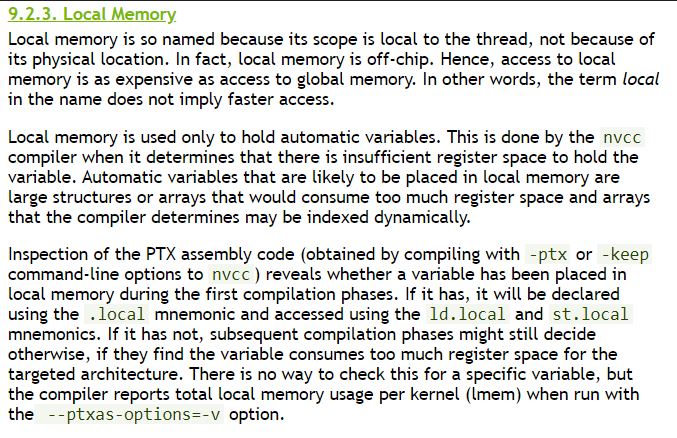 9.2.3. Local Memory
Local memory is so named because its scope is local to the thread, not because of
its physical location. In fact, local memory is off-chip. Hence, access to local
memory is as expensive as access to global memory. In other words, the term local
in the name does not imply faster access.
Local memory is used only to hold automatic variables. This is done by the nvcc
compiler when it determines that there is insufficient register space to hold the
variable. Automatic variables that are likely to be placed in local memory are
large structures or arrays that would consume too much register space and arrays
that the compiler determines may be indexed dynamically.
Inspection of the PTX assembly code (obtained by compiling with -ptx or -keep
command-line options to nvcc ) reveals whether a variable has been placed in
local memory during the first compilation phases. If it has, it will be declared
using the .local mnemonic and accessed using the ld.local and st.local
mnemonics. If it has not, subsequent compilation phases might still decide
otherwise, if they find the variable consumes too much register space for the
targeted architecture. There is no way to check this for a specific variable, but
the compiler reports total local memory usage per kernel (lmem) when run with
the --ptxas-options=-v option.